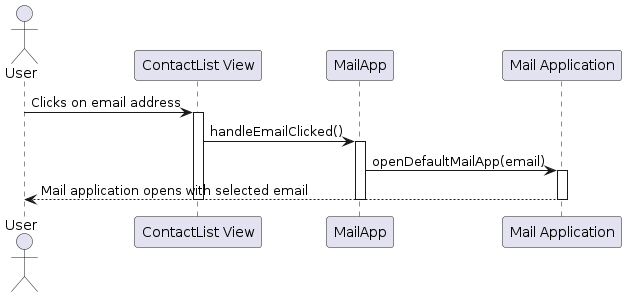 User
ContactList View
MailApp
Mail Application
Clicks on email address
handleEmailClicked()
openDefaultMailApp(email)
Mail application opens with selected email
User
ContactList View
MailApp
Mail Application